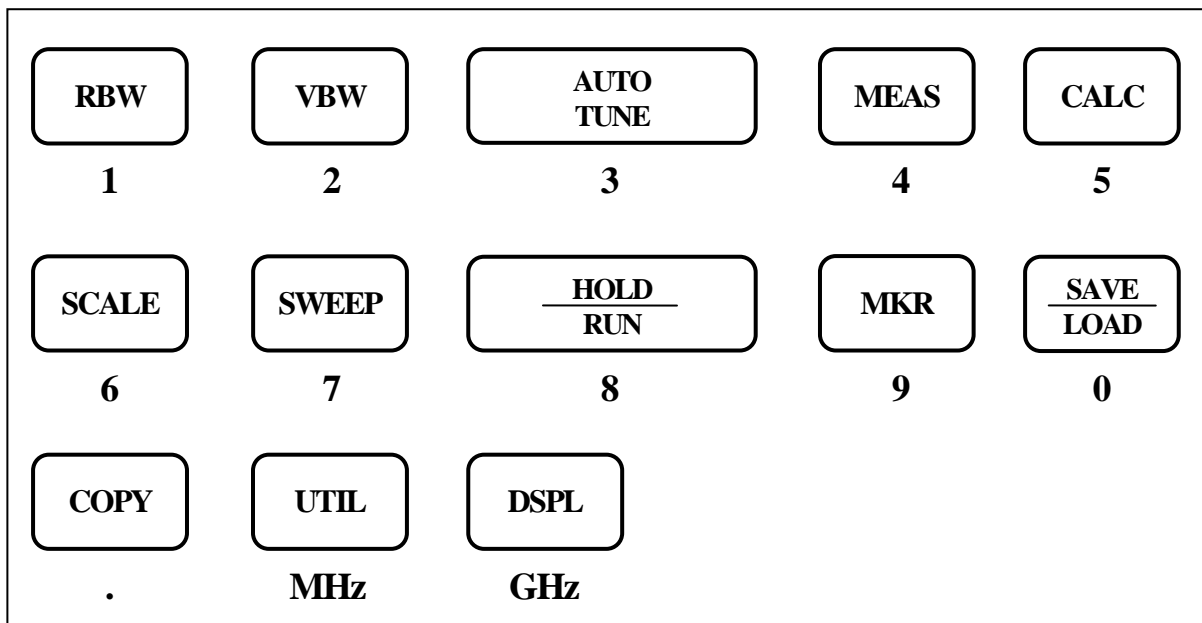 RBW VBW AUTO TUNE MEAS CALC
1 2 3 4 5
SCALE SWEEP HOLD RUN MKR SAVE LOAD
6 7 8 9 0
COPY UTIL DSPL
. MHz GHz